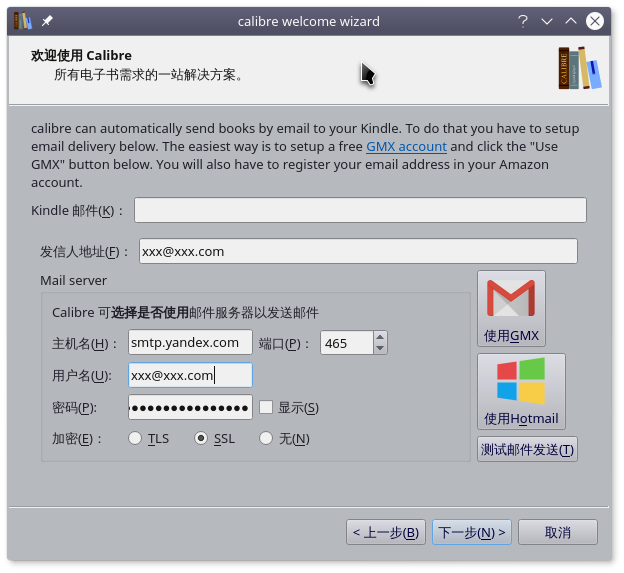 calibre welcome wizard
欢迎使用 Calibre
所有电子书需求的一站解决方案。
CALIBRE
calibre can automatically send books by email to your Kindle. To do that you have to setup
email delivery below. The easiest way is to setup a free GMX account and click the "Use
GMX" button below. You will also have to register your email address in your Amazon
account.
Kindle 邮件(K)：
发信人地址(F)： xxx@xxx.com
Mail server
Calibre 可选择是否使用邮件服务器以发送邮件
主机名(H)： smtp.yandex.com 端口(P)： 465
使用GMX
用户名(U): xxx@xxx.com
密码(P): ●●●●●●●●●●●●●●●● 显示(S)
使用Hotmail
加密(E)： TLS SSL 无(N)
测试邮件发送(T)
< 上一步(B) 下一步(N) > 取消